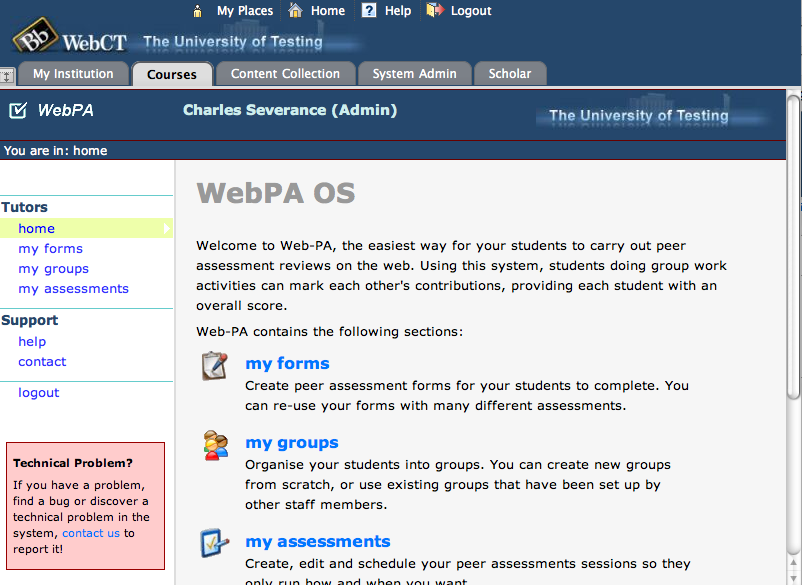 My Places Home ? Help Logout
Bb WebCT The University of Testing
My Institution Courses Content Collection System Admin Scholar
WebPA Charles Severance (Admin) The University of Testing
You are in: home
Tutors
home
my forms
my groups
my assessments
Support
help
contact
logout
Technical Problem?
If you have a problem,
find a bug or discover a
technical problem in the
system, contact us to
report it!
WebPA OS
Welcome to Web-PA, the easiest way for your students to carry out peer
assessment reviews on the web. Using this system, students doing group work
activities can mark each other's contributions, providing each student with an
overall score.
Web-PA contains the following sections:
my forms
Create peer assessment forms for your students to complete. You
can re-use your forms with many different assessments.
my groups
Organise your students into groups. You can create new groups
from scratch, or use existing groups that have been set up by
other staff members.
my assessments
Create, edit and schedule your peer assessments sessions so they
only run how and when you want.